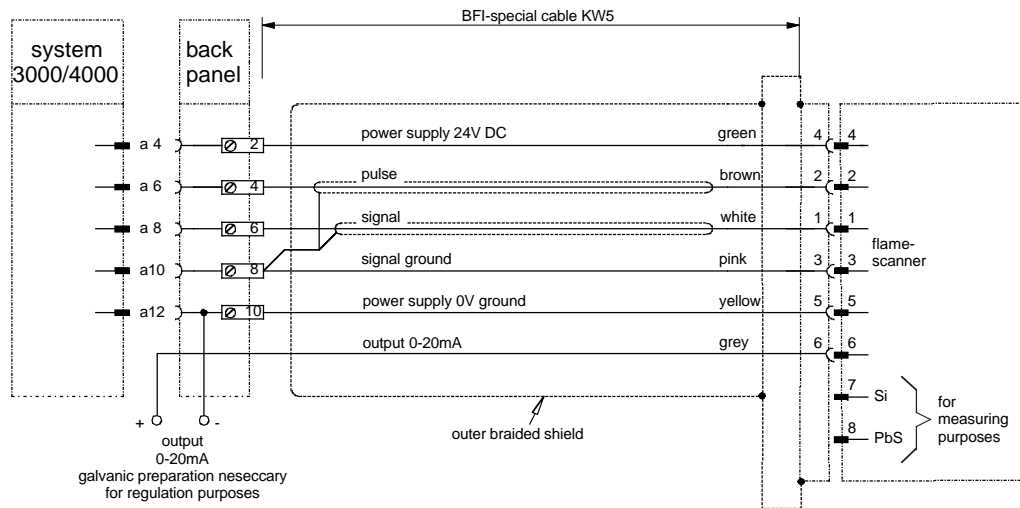 BFI-special cable KW5
system
3000/4000
back
panel
a 4
2
power supply 24V DC
green
4
4
a 6
4
pulse
brown
2
2
a 8
6
signal
white
1
1
flame-
scanner
a10
8
signal ground
pink
3
3
a12
10
power supply 0V ground
yellow
5
5
output 0-20mA
grey
6
6
7
Si
8
PbS
for
measuring
purposes
+
-
output
0-20mA
galvanic preparation neseccary
for regulation purposes
outer braided shield